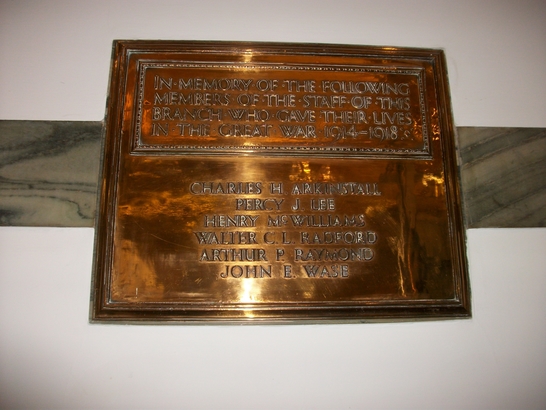 IN·MEMORY·OF·THE·FOLLOWING
MEMBERS·OF·THE·STAFF·OF·THIS
BRANCH·WHO·GAVE·THEIR·LIVES
IN·THE·GREAT·WAR·1914–1918·
CHARLES H. ARKINSTALL
PERCY J. LEE
HENRY McWILLIAMS
WALTER C. L. RADFORD
ARTHUR P. RAYMOND
JOHN E. WASE